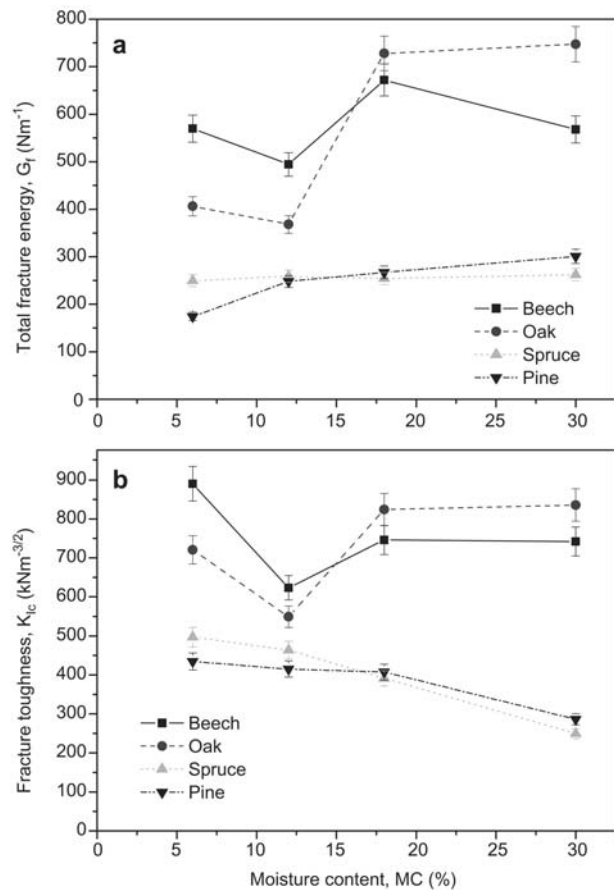 800
a
700
600
500
400
300
200
100
0
Total fracture energy, G_f (Nm⁻¹)
Beech
Oak
Spruce
Pine
0 5 10 15 20 25 30
b
900
800
700
600
500
400
300
200
100
0
Fracture toughness, K_Ic (kNm⁻³/²)
Beech
Oak
Spruce
Pine
0 5 10 15 20 25 30
Moisture content, MC (%)